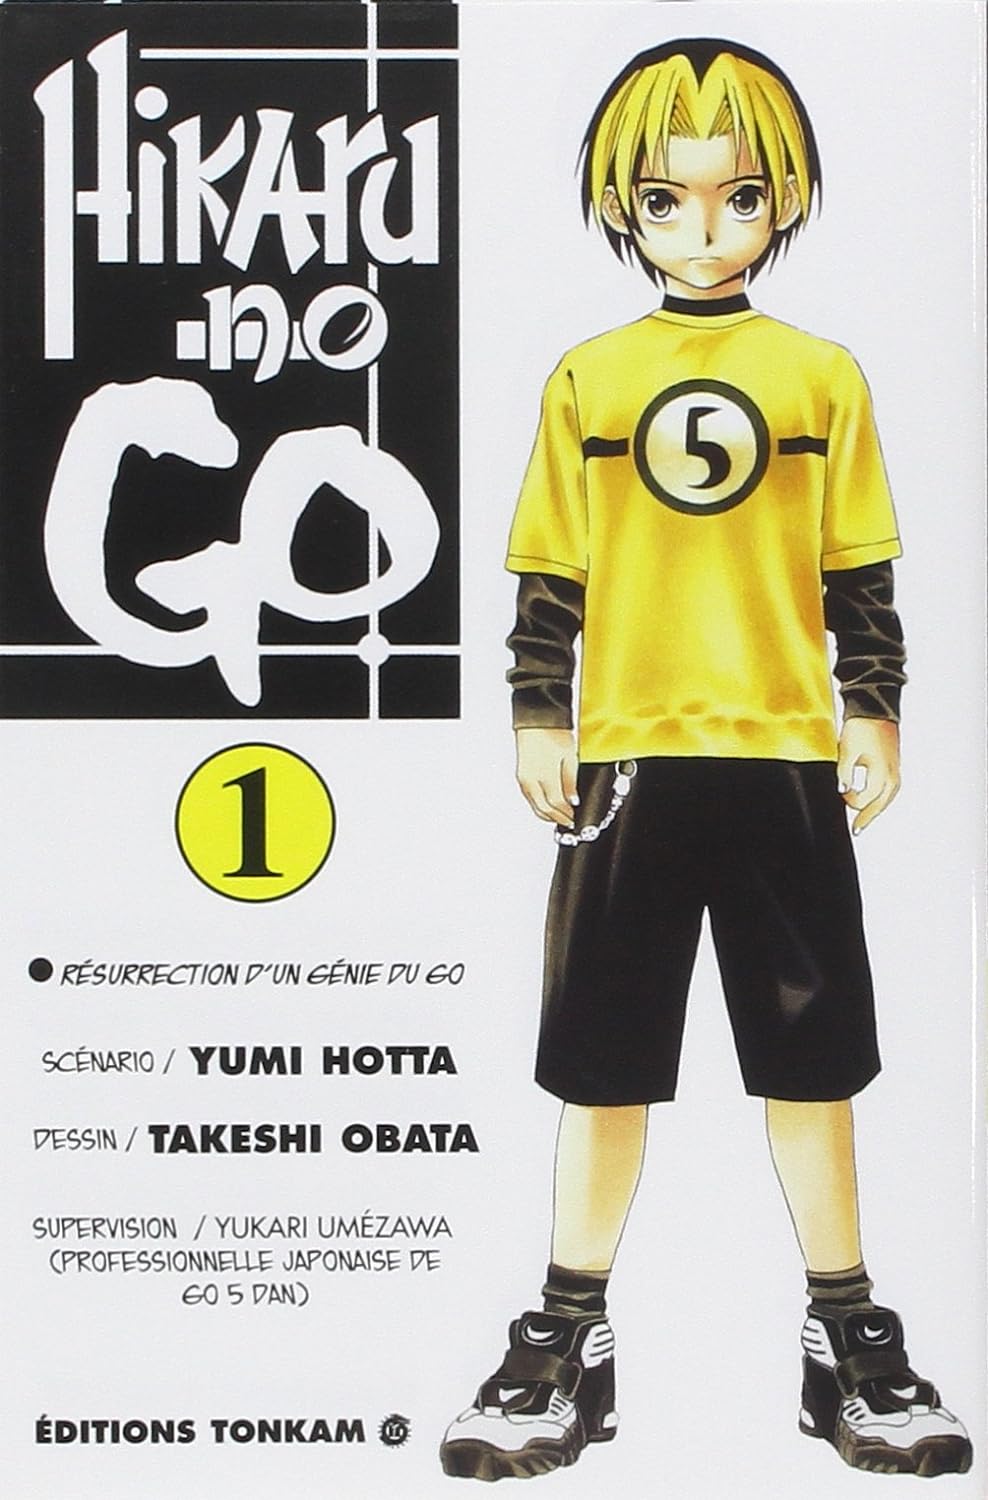 HIKARU
no
GO
1
● RÉSURRECTION D'UN GÉNIE DU GO
SCÉNARIO / YUMI HOTTA
DESSIN / TAKESHI OBATA
SUPERVISION / YUKARI UMÉZAWA
(PROFESSIONNELLE JAPONAISE DE
GO 5 DAN)
ÉDITIONS TONKAM
5